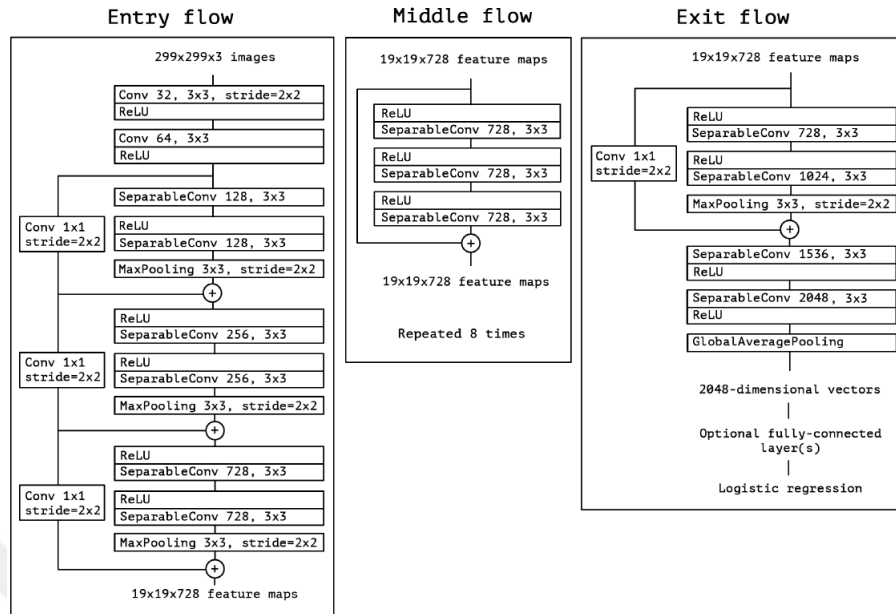 Entry flow
299x299x3 images
Conv 32, 3x3, stride=2x2
ReLU
Conv 64, 3x3
ReLU
SeparableConv 128, 3x3
Conv 1x1
stride=2x2
ReLU
SeparableConv 128, 3x3
MaxPooling 3x3, stride=2x2
+
ReLU
SeparableConv 256, 3x3
Conv 1x1
stride=2x2
ReLU
SeparableConv 256, 3x3
MaxPooling 3x3, stride=2x2
+
ReLU
SeparableConv 728, 3x3
Conv 1x1
stride=2x2
ReLU
SeparableConv 728, 3x3
MaxPooling 3x3, stride=2x2
+
19x19x728 feature maps
Middle flow
19x19x728 feature maps
ReLU
SeparableConv 728, 3x3
ReLU
SeparableConv 728, 3x3
ReLU
SeparableConv 728, 3x3
+
19x19x728 feature maps
Repeated 8 times
Exit flow
19x19x728 feature maps
ReLU
SeparableConv 728, 3x3
Conv 1x1
stride=2x2
ReLU
SeparableConv 1024, 3x3
MaxPooling 3x3, stride=2x2
+
SeparableConv 1536, 3x3
ReLU
SeparableConv 2048, 3x3
ReLU
GlobalAveragePooling
2048-dimensional vectors
Optional fully-connected
layer(s)
Logistic regression